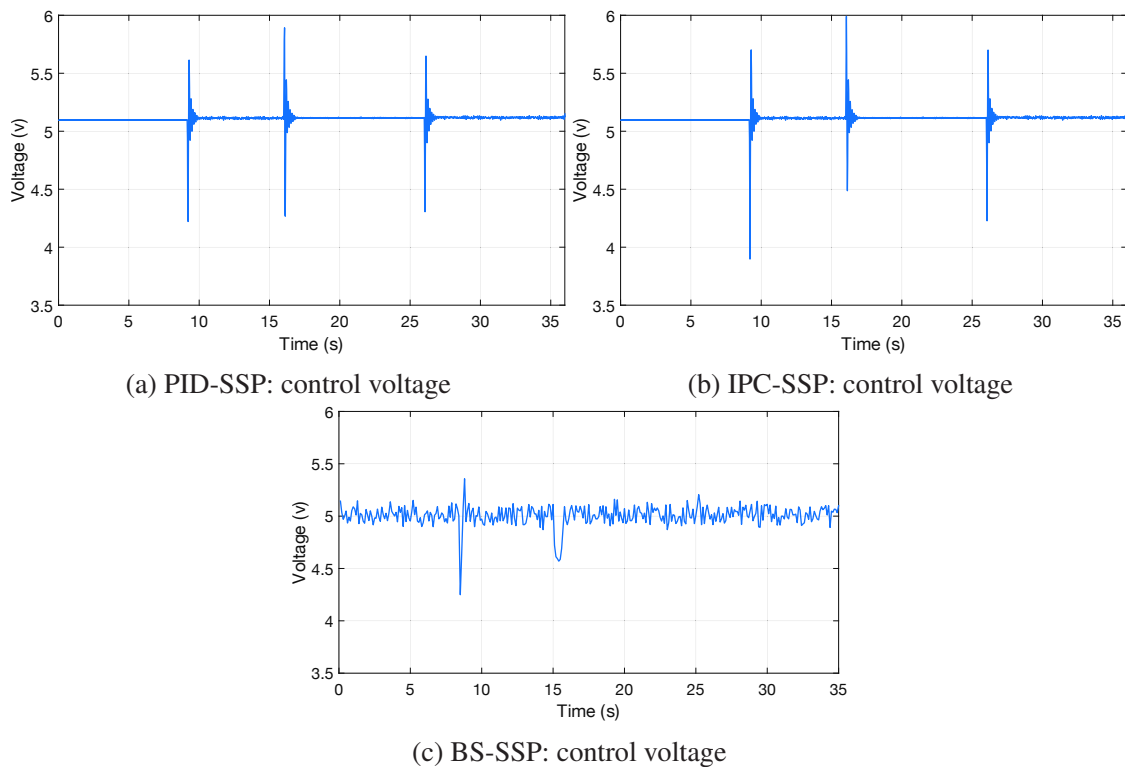 6
5.5
5
4.5
4
3.5
Voltage (v)
0 5 10 15 20 25 30 35
Time (s)
(a) PID-SSP: control voltage
6
5.5
5
4.5
4
3.5
Voltage (v)
0 5 10 15 20 25 30 35
Time (s)
(b) IPC-SSP: control voltage
6
5.5
5
4.5
4
3.5
Voltage (v)
0 5 10 15 20 25 30 35
Time (s)
(c) BS-SSP: control voltage